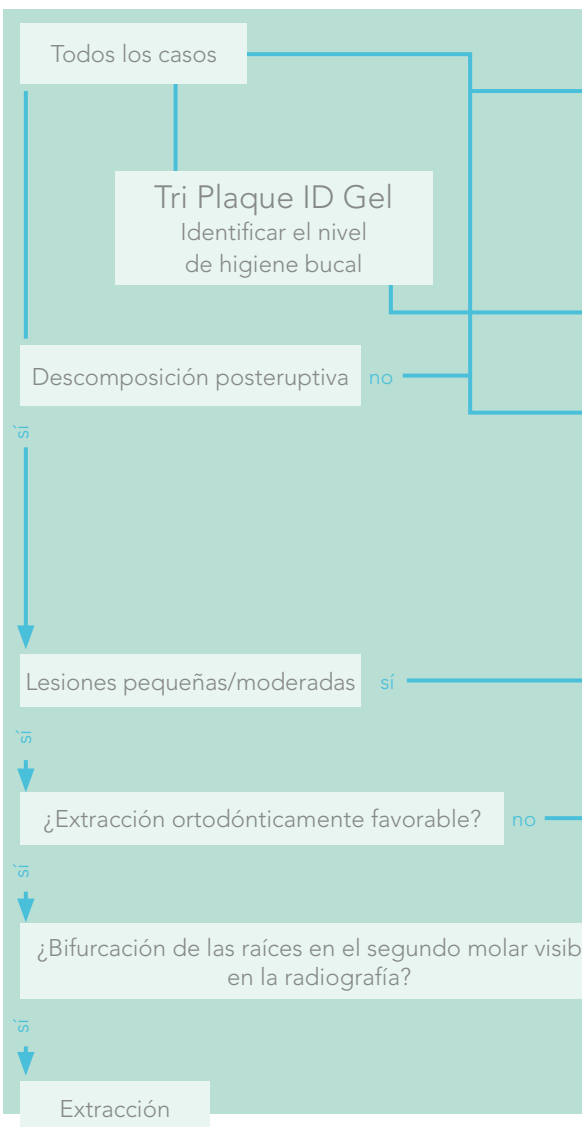 Todos los casos
Tri Plaque ID Gel
Identificar el nivel
de higiene bucal
Descomposición posteruptiva no
sí
Lesiones pequeñas/moderadas sí
sí
¿Extracción ortodónticamente favorable? no
sí
¿Bifurcación de las raíces en el segundo molar visib
en la radiografía?
sí
Extracción